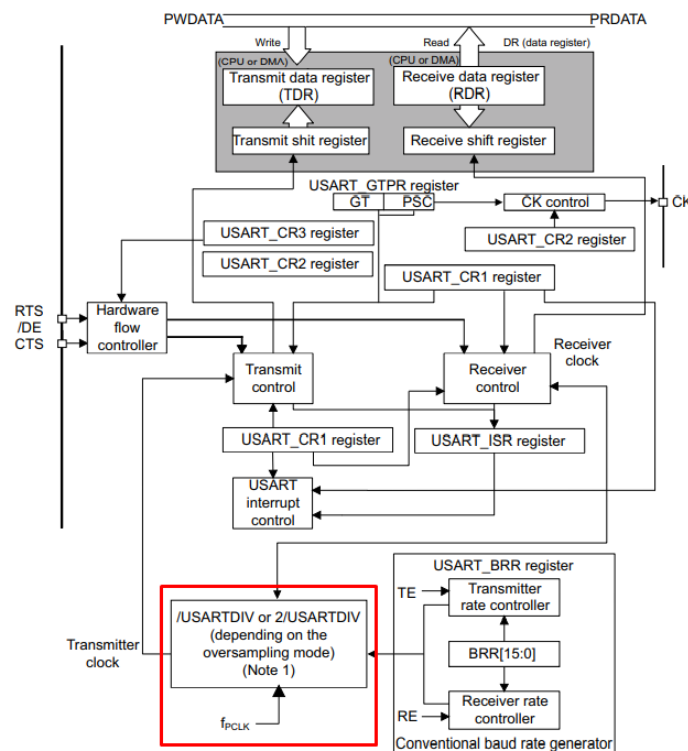 PWDATA
PRDATA
Write
Read
DR (data register)
(CPU or DMA)
(CPU or DMA)
Transmit data register
(TDR)
Receive data register
(RDR)
Transmit shit register
Receive shift register
USART_GTPR register
GT
PSC
CK control
CK
USART_CR3 register
USART_CR2 register
USART_CR2 register
USART_CR1 register
RTS
/DE
CTS
Hardware
flow
controller
Transmit
control
Receiver
control
Receiver
clock
USART_CR1 register
USART_ISR register
USART
interrupt
control
USART_BRR register
TE
Transmitter
rate controller
/USARTDIV or 2/USARTDIV
(depending on the
oversampling mode)
(Note 1)
Transmitter
clock
BRR[15:0]
fPCLK
RE
Receiver rate
controller
Conventional baud rate generator